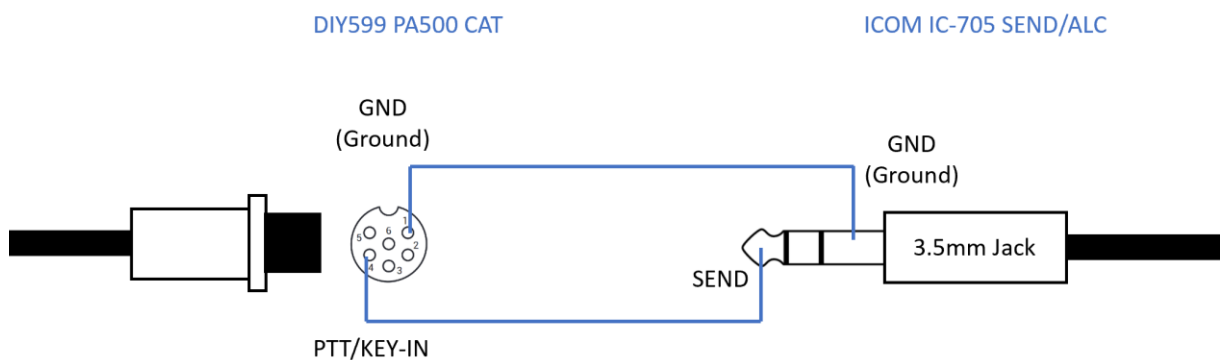 DIY599 PA500 CAT
ICOM IC-705 SEND/ALC
GND
(Ground)
GND
(Ground)
1
5
6
2
4
3
3.5mm Jack
SEND
PTT/KEY-IN